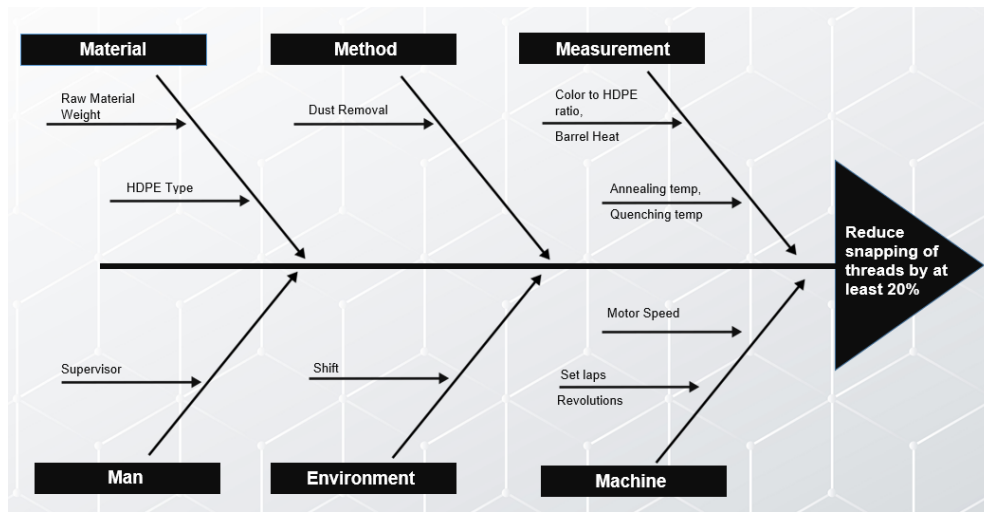 Material
Method
Measurement
Raw Material
Weight
Dust Removal
Color to HDPE
ratio,
Barrel Heat
HDPE Type
Annealing temp,
Quenching temp
Reduce
snapping of
threads by at
least 20%
Motor Speed
Supervisor
Shift
Set laps
Revolutions
Man
Environment
Machine